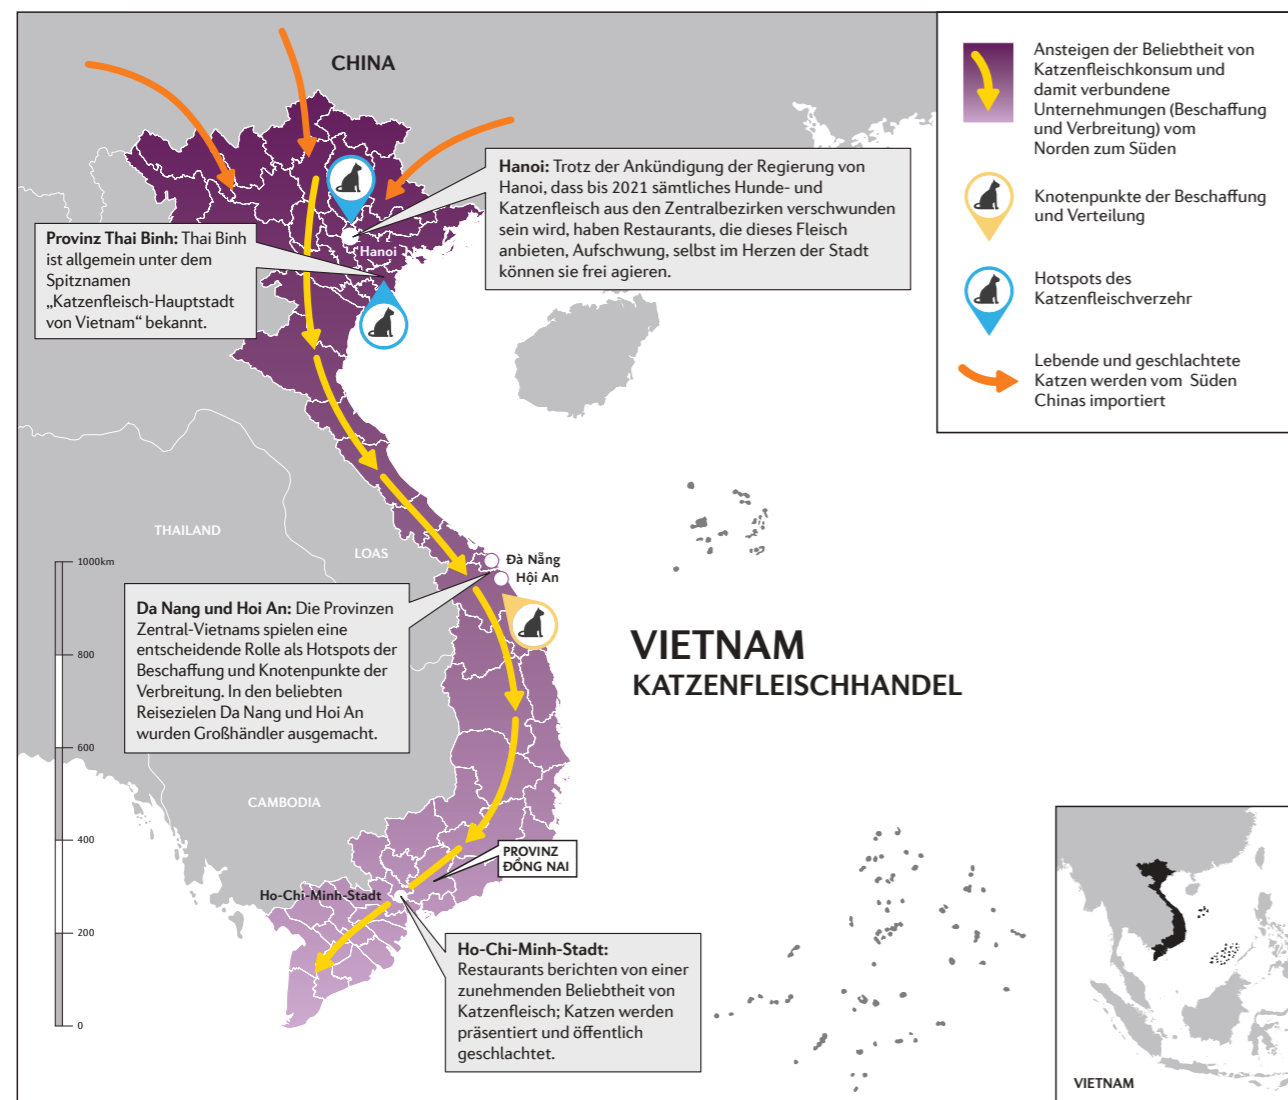 CHINA
Ansteigen der Beliebtheit von
Katzenfleischkonsum und
damit verbundene
Unternehmungen (Beschaffung
und Verbreitung) vom
Norden zum Süden
Knotenpunkte der Beschaffung
und Verteilung
Hotspots des
Katzenfleischverzehr
Lebende und geschlachtete
Katzen werden vom Süden
Chinas importiert
Hanoi: Trotz der Ankündigung der Regierung von
Hanoi, dass bis 2021 sämtliches Hunde- und
Katzenfleisch aus den Zentralbezirken verschwunden
sein wird, haben Restaurants, die dieses Fleisch
anbieten, Aufschwung, selbst im Herzen der Stadt
können sie frei agieren.
Provinz Thai Binh: Thai Binh
ist allgemein unter dem
Spitznamen
„Katzenfleisch-Hauptstadt
von Vietnam“ bekannt.
Hanoi
THAILAND
LOAS
Đà Nẵng
Hội An
Da Nang und Hoi An: Die Provinzen
Zentral-Vietnams spielen eine
entscheidende Rolle als Hotspots der
Beschaffung und Knotenpunkte der
Verbreitung. In den beliebten
Reisezielen Da Nang und Hoi An
wurden Großhändler ausgemacht.
VIETNAM
KATZENFLEISCHHANDEL
1000km
800
600
400
200
0
CAMBODIA
PROVINZ
ĐỒNG NAI
Ho-Chi-Minh-Stadt
Ho-Chi-Minh-Stadt:
Restaurants berichten von einer
zunehmenden Beliebtheit von
Katzenfleisch; Katzen werden
präsentiert und öffentlich
geschlachtet.
VIETNAM